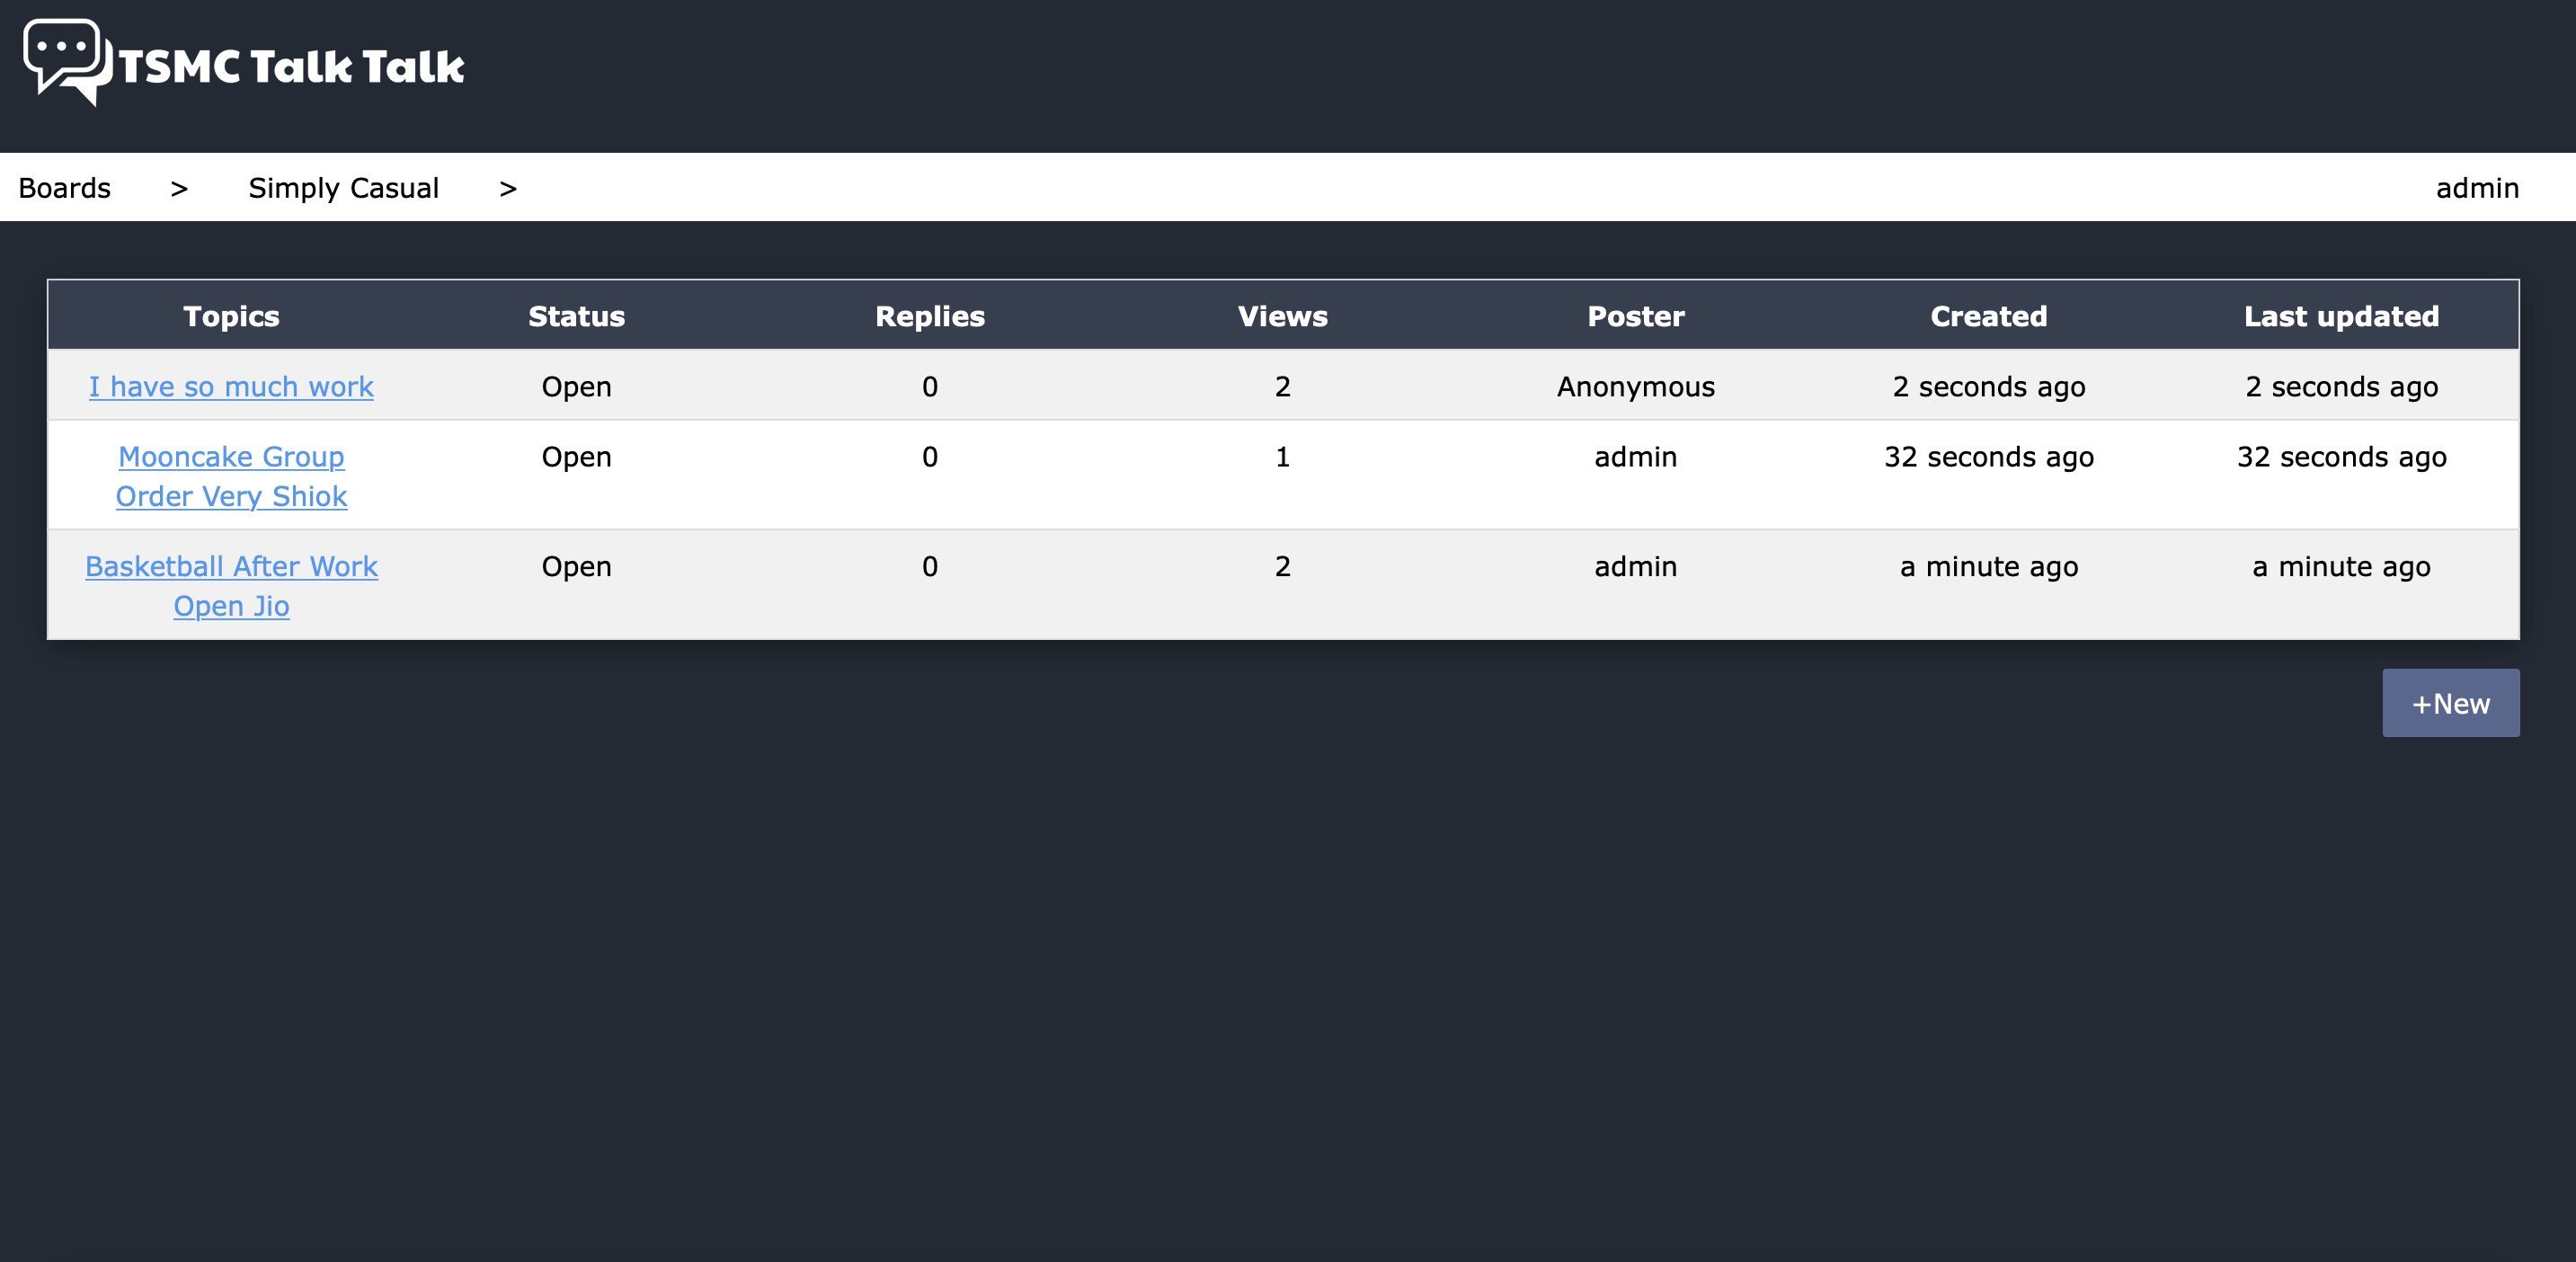 TSMC Talk Talk
Boards > Simply Casual > admin
Topics Status Replies Views Poster Created Last updated
I have so much work Open 0 2 Anonymous 2 seconds ago 2 seconds ago
Mooncake Group Open 0 1 admin 32 seconds ago 32 seconds ago
Order Very Shiok
Basketball After Work Open 0 2 admin a minute ago a minute ago
Open Jio
+New